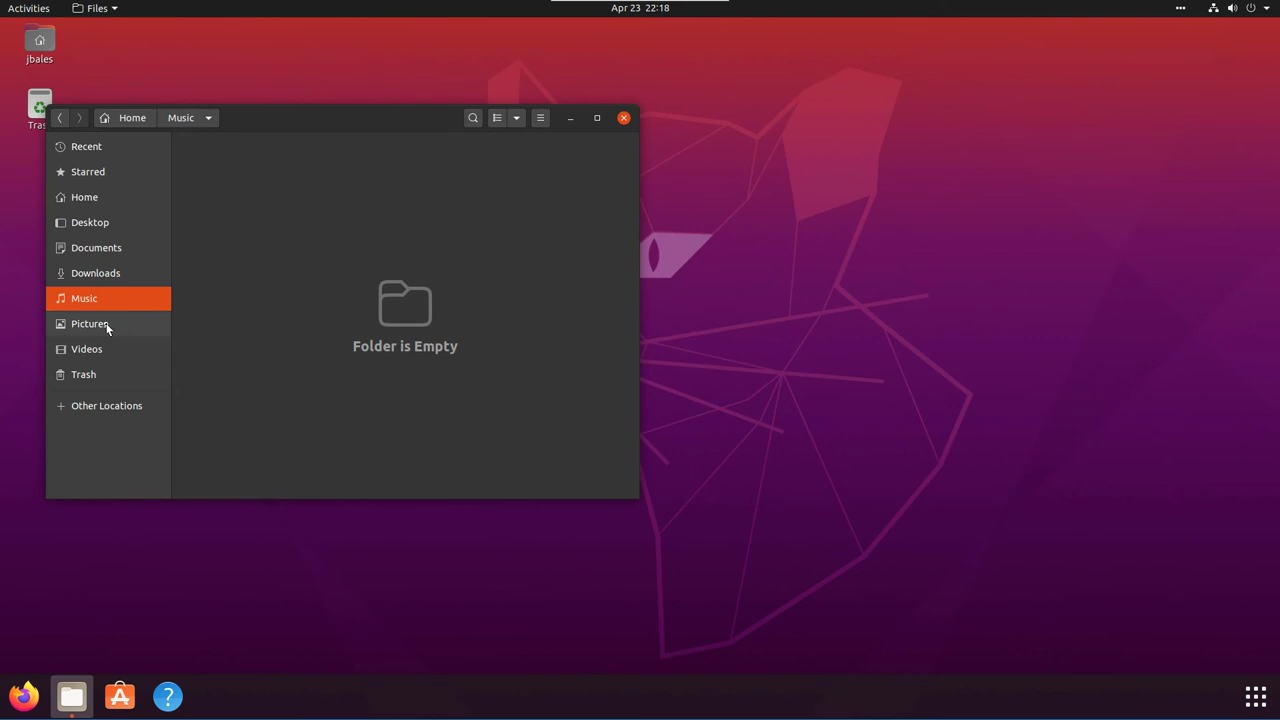 Activities
Files
Apr 23 22:18
jbales
Home
Music
Recent
Starred
Home
Desktop
Documents
Downloads
Music
Pictures
Videos
Trash
Other Locations
Folder is Empty
?